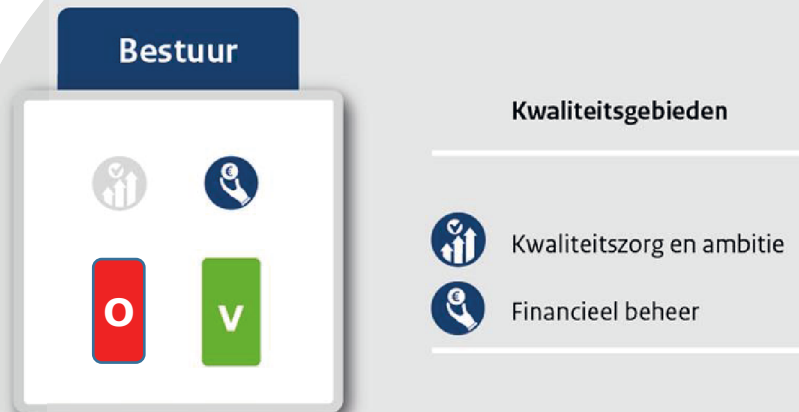 Bestuur
O V
Kwaliteitsgebieden
Kwaliteitszorg en ambitie
€ Financieel beheer